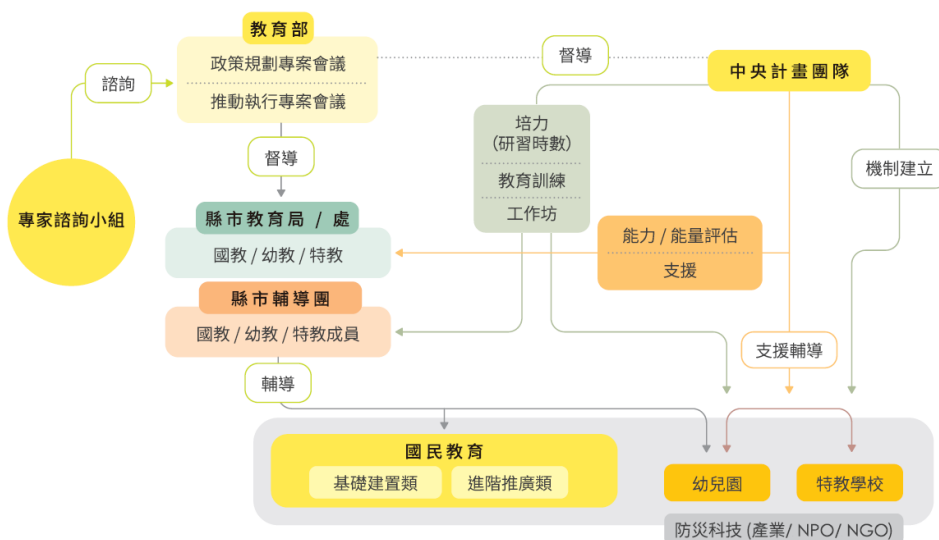 教育部
政策規劃專案會議
推動執行專案會議
督導
中央計畫團隊
諮詢
專家諮詢小組
督導
培力
(研習時數)
教育訓練
工作坊
機制建立
縣市教育局 / 處
國教 / 幼教 / 特教
能力 / 能量評估
支援
縣市輔導團
國教 / 幼教 / 特教成員
支援輔導
輔導
國民教育
基礎建置類
進階推廣類
幼兒園
特教學校
防災科技 (產業/ NPO/ NGO)